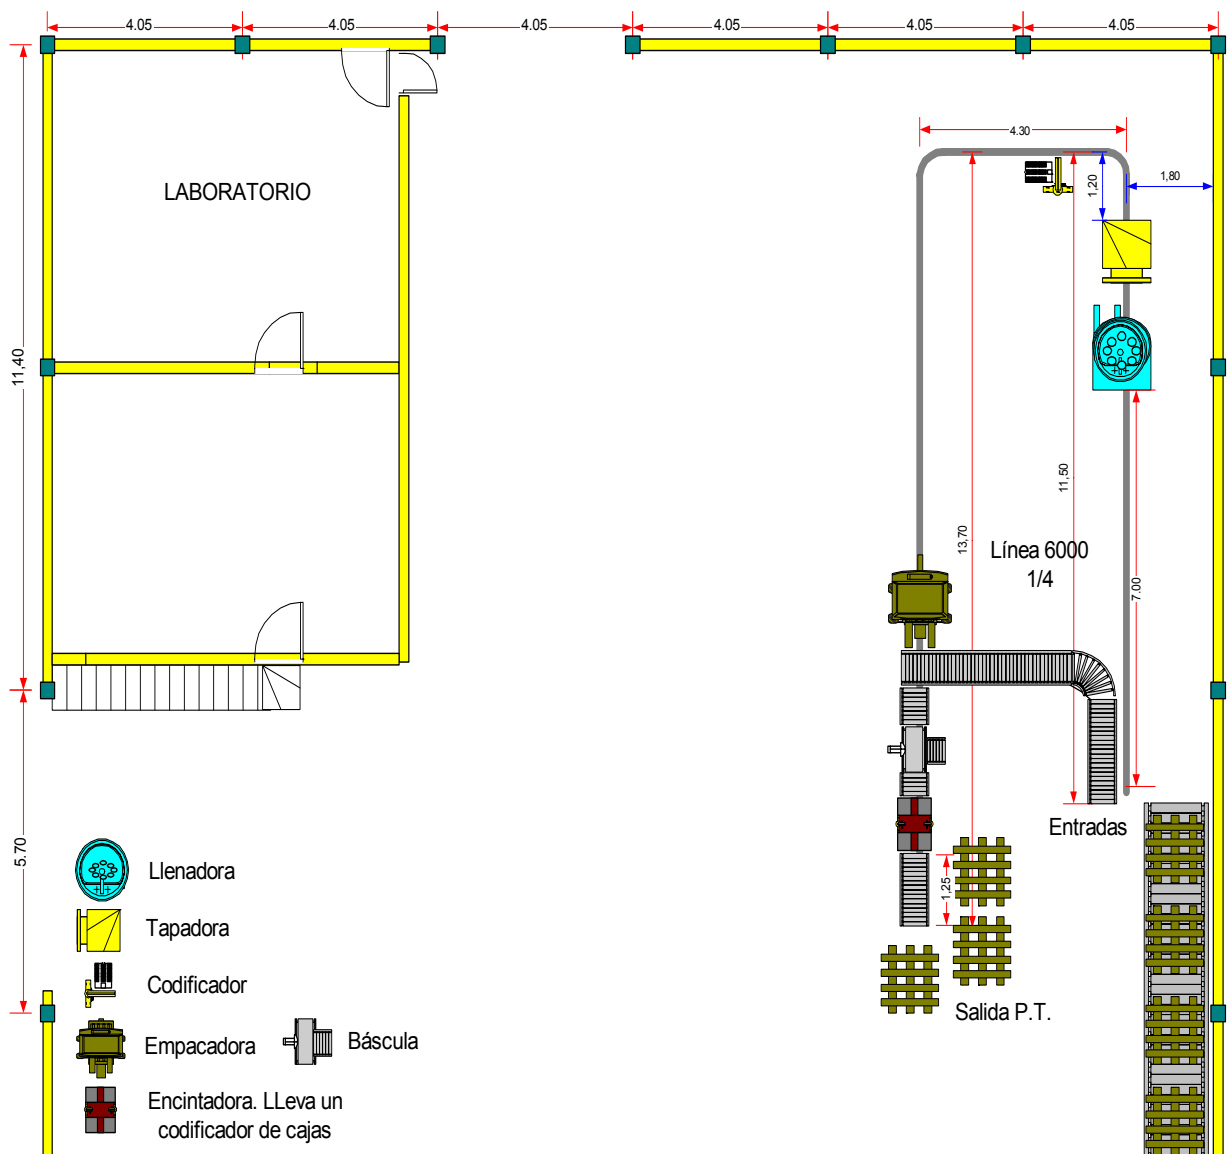 4.05
4.05
4.05
4.05
4.05
4.05
4.30
1,20
1,80
LABORATORIO
11,40
11,50
13,70
Línea 6000
1/4
7.00
Entradas
5.70
1,25
Llenadora
Tapadora
Codificador
Salida P.T.
Empacadora
Báscula
Encintadora. LLeva un
codificador de cajas